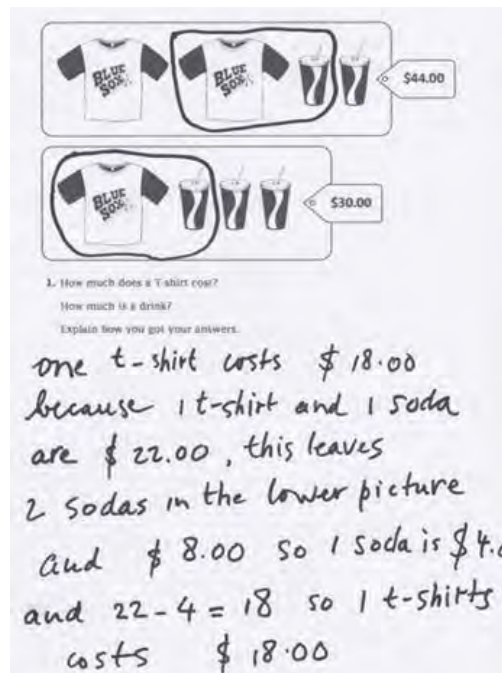 BLUE SOX
BLUE SOX
$44.00
BLUE SOX
$30.00
1. How much does a T-shirt cost?
How much is a drink?
Explain how you got your answers.
one t-shirt costs $18.00
because 1 t-shirt and 1 soda
are $22.00, this leaves
2 sodas in the lower picture
and $8.00 so 1 soda is $4.0
and 22-4=18 so 1 t-shirts
costs $18.00